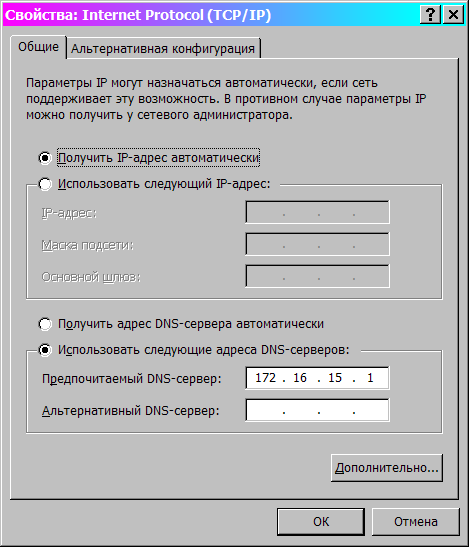 Свойства: Internet Protocol (TCP/IP)
Общие
Альтернативная конфигурация
Параметры IP могут назначаться автоматически, если сеть
поддерживает эту возможность. В противном случае параметры IP
можно получить у сетевого администратора.
Получить IP-адрес автоматически
Использовать следующий IP-адрес:
IP-адрес:
Маска подсети:
Основной шлюз:
Получить адрес DNS-сервера автоматически
Использовать следующие адреса DNS-серверов:
Предпочитаемый DNS-сервер: 172 . 16 . 15 . 1
Альтернативный DNS-сервер:
Дополнительно...
OK
Отмена